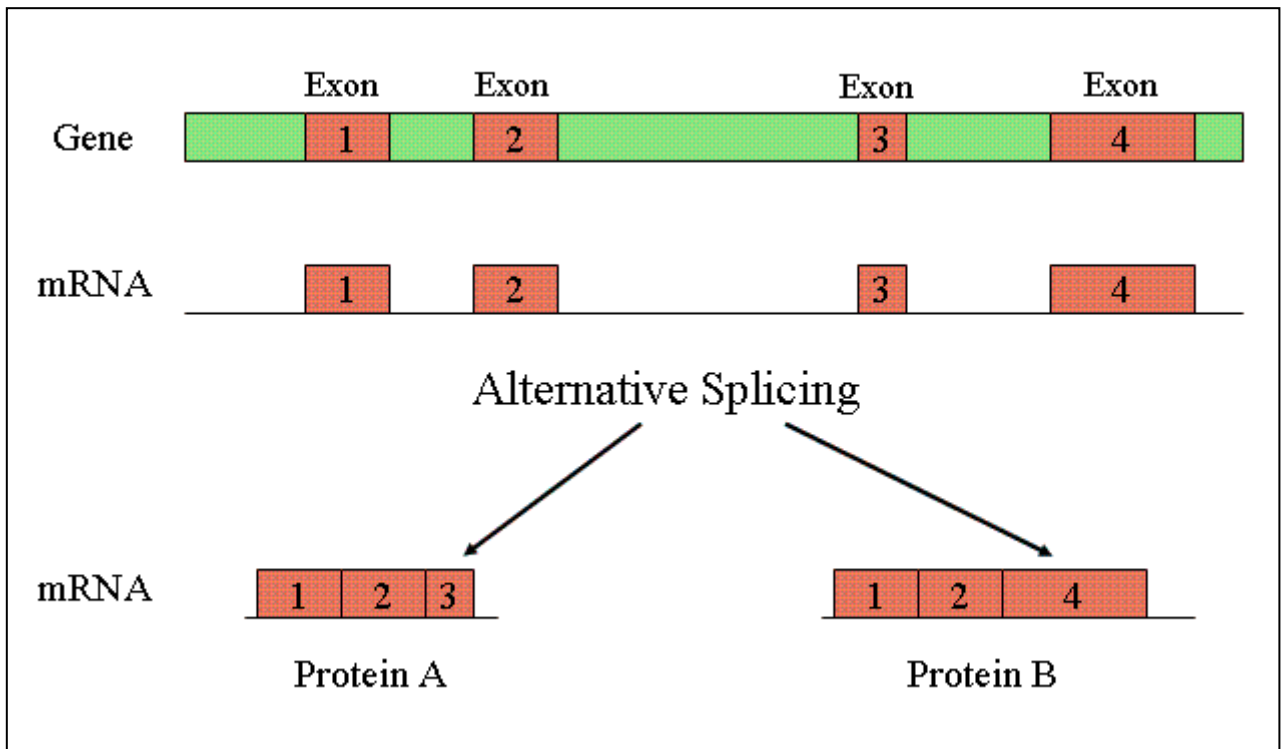 Exon Exon Exon Exon
Gene 1 2 3 4
mRNA 1 2 3 4
Alternative Splicing
mRNA 1 2 3 1 2 4
Protein A Protein B